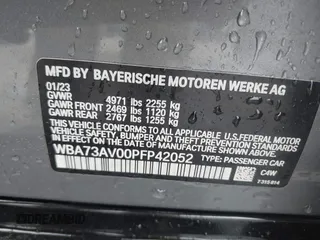 MFD BY BAYERISCHE MOTOREN WERKE AG
01/23
GVWR 4971 lbs 2255 kg
GAWR FRONT 2469 lbs 1120 kg
GAWR REAR 2767 lbs 1255 kg
THIS VEHICLE CONFORMS TO ALL APPLICABLE
FEDERAL MOTOR VEHICLE SAFETY, BUMPER,
AND THEFT PREVENTION STANDARDS IN EFFECT
ON THE DATE OF MANUFACTURE SHOWN ABOVE.
WBA73AV00PFP42052 TYPE: PASSENGER CAR
C4W